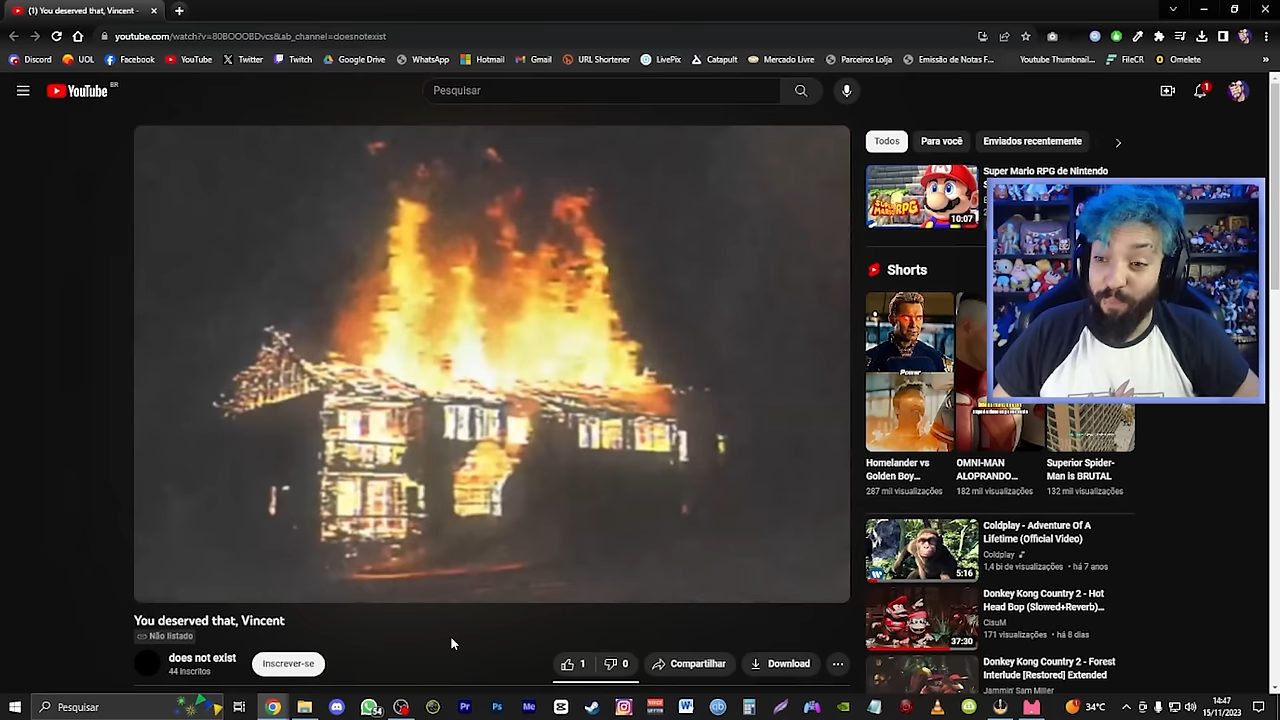 (1) You deserved that, Vincent -
youtube.com/watch?v=80BOOOBDvcs&ab_channel=doesnotexist
Discord UOL Facebook YouTube Twitter Twitch Google Drive WhatsApp Hotmail Gmail URL Shortener LivePix Catapult Mercado Livre Parceiros Lolja Emissão de Notas F... Youtube Thumbnail... FileCR Omelete
YouTube BR
Pesquisar
1
Todos Para você Enviados recentemente
Super Mario RPG de Nintendo
SUPER MARIO RPG
10:07
Shorts
Power
Homelander vs Golden Boy...
287 mil visualizações
OMNI-MAN ALOPRANDO...
182 mil visualizações
Superior Spider-Man is BRUTAL
132 mil visualizações
Coldplay - Adventure Of A
Lifetime (Official Video)
Coldplay
1,4 bi de visualizações • há 7 anos
5:16
Donkey Kong Country 2 - Hot
Head Bop (Slowed+Reverb)...
CisuM
171 visualizações • há 8 dias
37:30
Donkey Kong Country 2 - Forest
Interlude [Restored] Extended
Jammin' Sam Miller
You deserved that, Vincent
Não listado
does not exist
44 inscritos
Inscrever-se
1 0 Compartilhar Download
Pesquisar
34°C
14:47
15/11/2023